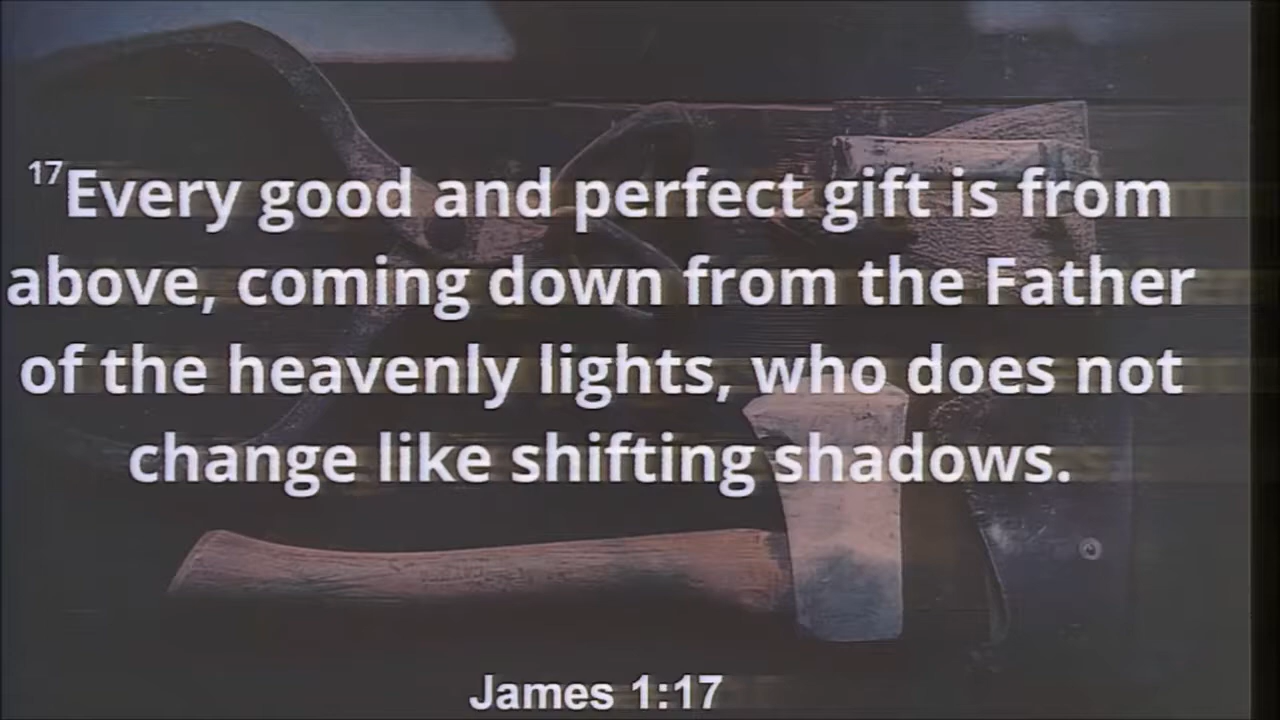 17Every good and perfect gift is from
above, coming down from the Father
of the heavenly lights, who does not
change like shifting shadows.
James 1:17